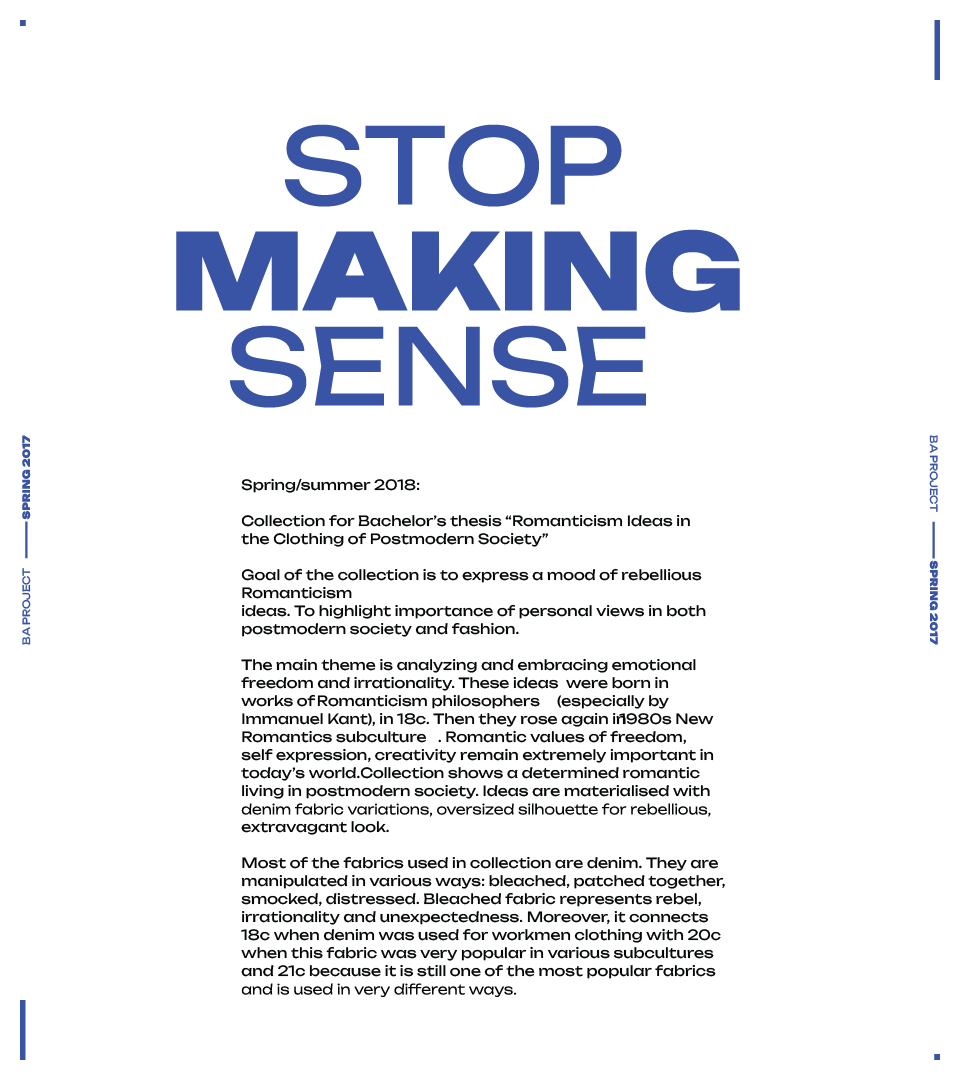 STOP
MAKING
SENSE
BA PROJECT — SPRING 2017
BA PROJECT — SPRING 2017
Spring/summer 2018:
Collection for Bachelor’s thesis “Romanticism Ideas in
the Clothing of Postmodern Society”
Goal of the collection is to express a mood of rebellious
Romanticism
ideas. To highlight importance of personal views in both
postmodern society and fashion.
The main theme is analyzing and embracing emotional
freedom and irrationality. These ideas were born in
works of Romanticism philosophers (especially by
Immanuel Kant), in 18c. Then they rose again in 1980s New
Romantics subculture . Romantic values of freedom,
self expression, creativity remain extremely important in
today’s world.Collection shows a determined romantic
living in postmodern society. Ideas are materialised with
denim fabric variations, oversized silhouette for rebellious,
extravagant look.
Most of the fabrics used in collection are denim. They are
manipulated in various ways: bleached, patched together,
smocked, distressed. Bleached fabric represents rebel,
irrationality and unexpectedness. Moreover, it connects
18c when denim was used for workmen clothing with 20c
when this fabric was very popular in various subcultures
and 21c because it is still one of the most popular fabrics
and is used in very different ways.